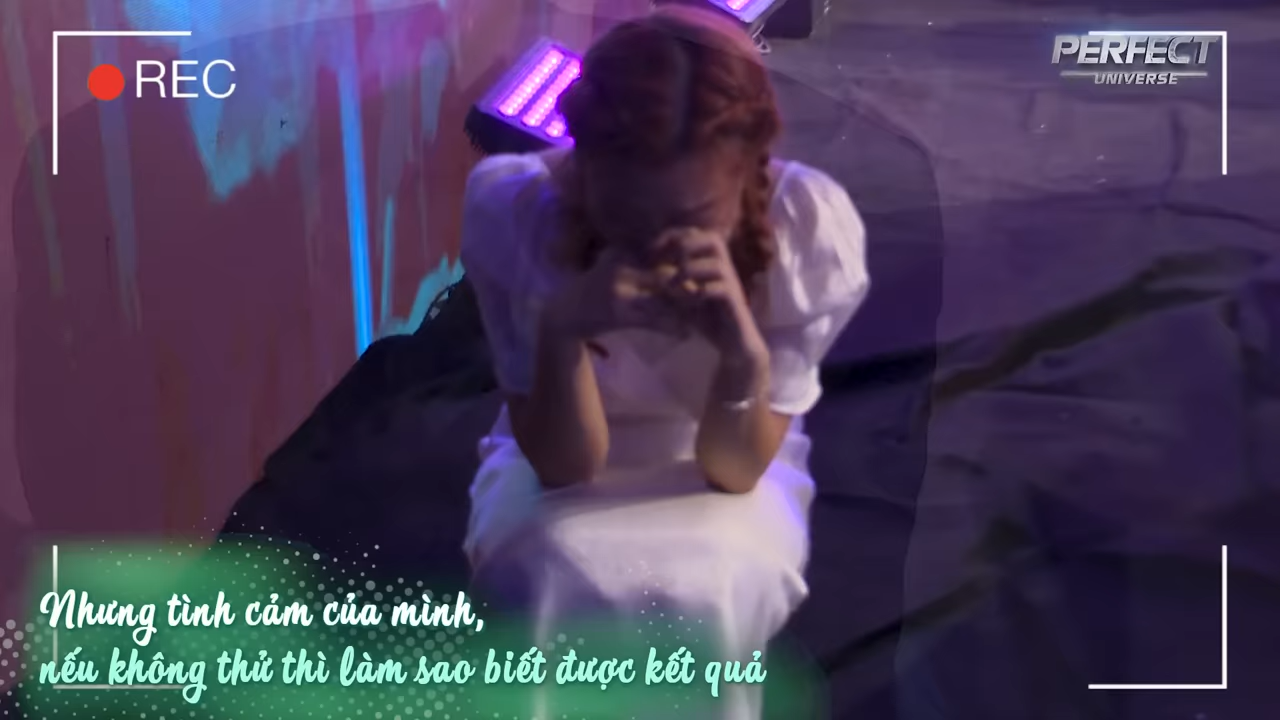 REC
PERFECT
UNIVERSE
Nhưng tình cảm của mình,
nếu không thử thì làm sao biết được kết quả